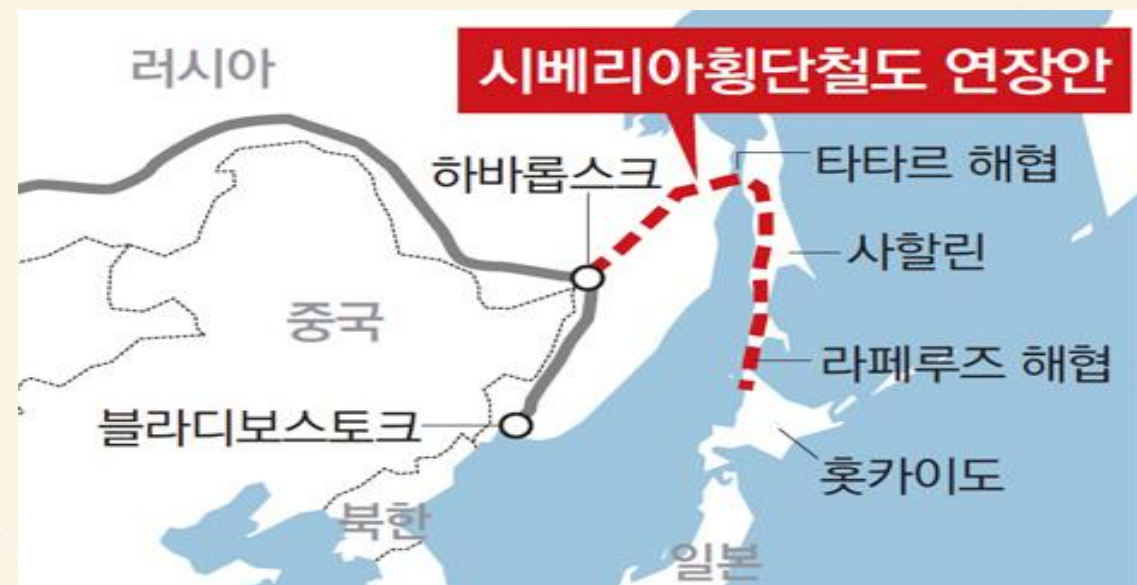 러시아
시베리아횡단철도 연장안
하바롭스크
타타르 해협
사할린
중국
라페루즈 해협
블라디보스토크
홋카이도
북한
일본